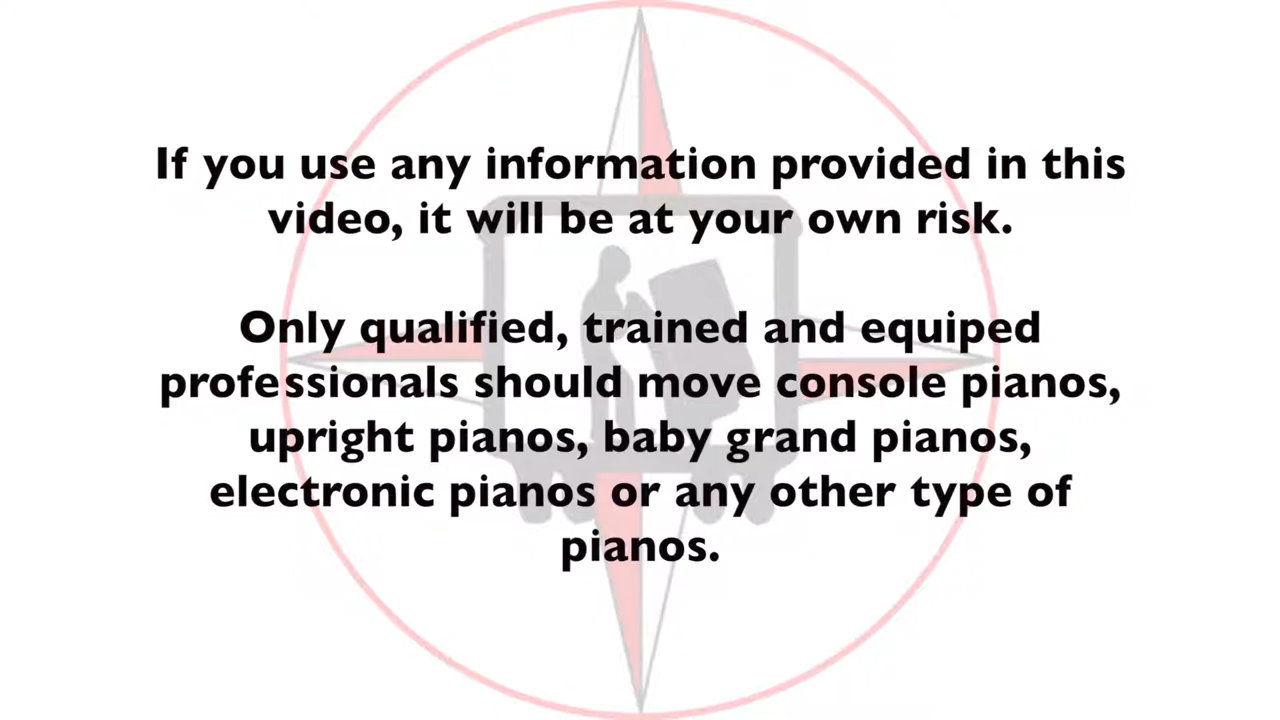 If you use any information provided in this
video, it will be at your own risk.
Only qualified, trained and equiped
professionals should move console pianos,
upright pianos, baby grand pianos,
electronic pianos or any other type of
pianos.